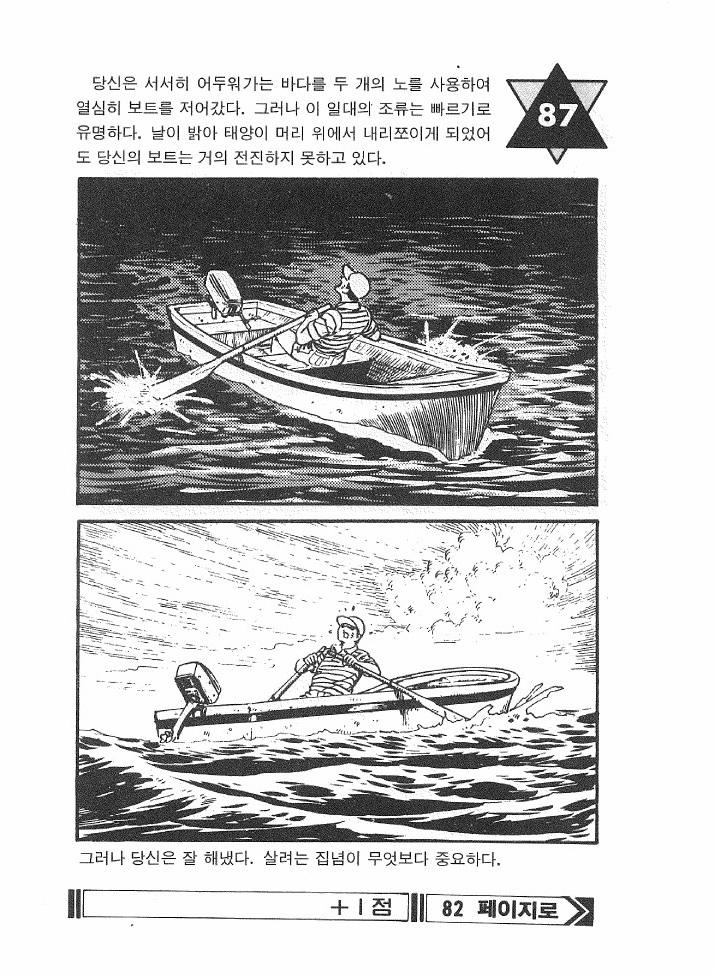 당신은 서서히 어두워가는 바다를 두 개의 노를 사용하여
열심히 보트를 저어갔다. 그러나 이 일대의 조류는 빠르기로
유명하다. 날이 밝아 태양이 머리 위에서 내리쪼이게 되었어
도 당신의 보트는 거의 전진하지 못하고 있다.
87
그러나 당신은 잘 해냈다. 살려는 집념이 무엇보다 중요하다.
+1점
82 페이지로